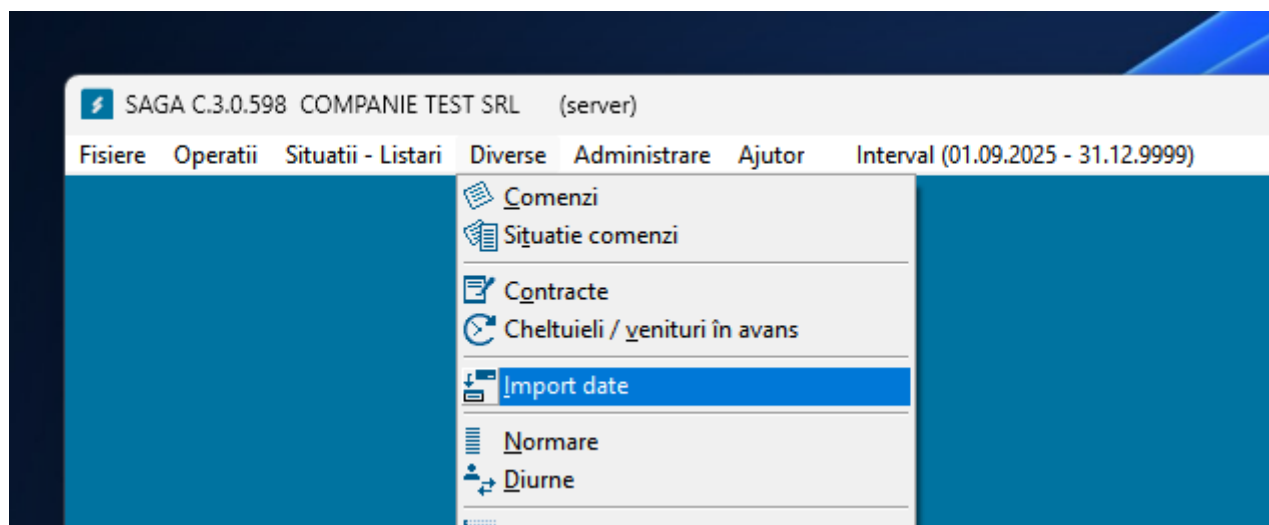 SAGA C.3.0.598 COMPANIE TEST SRL (server)
Fisiere Operatii Situatii - Listari Diverse Administrare Ajutor Interval (01.09.2025 - 31.12.9999)
Comenzi
Situatie comenzi
Contracte
Cheltuieli / venituri în avans
Import date
Normare
Diurne